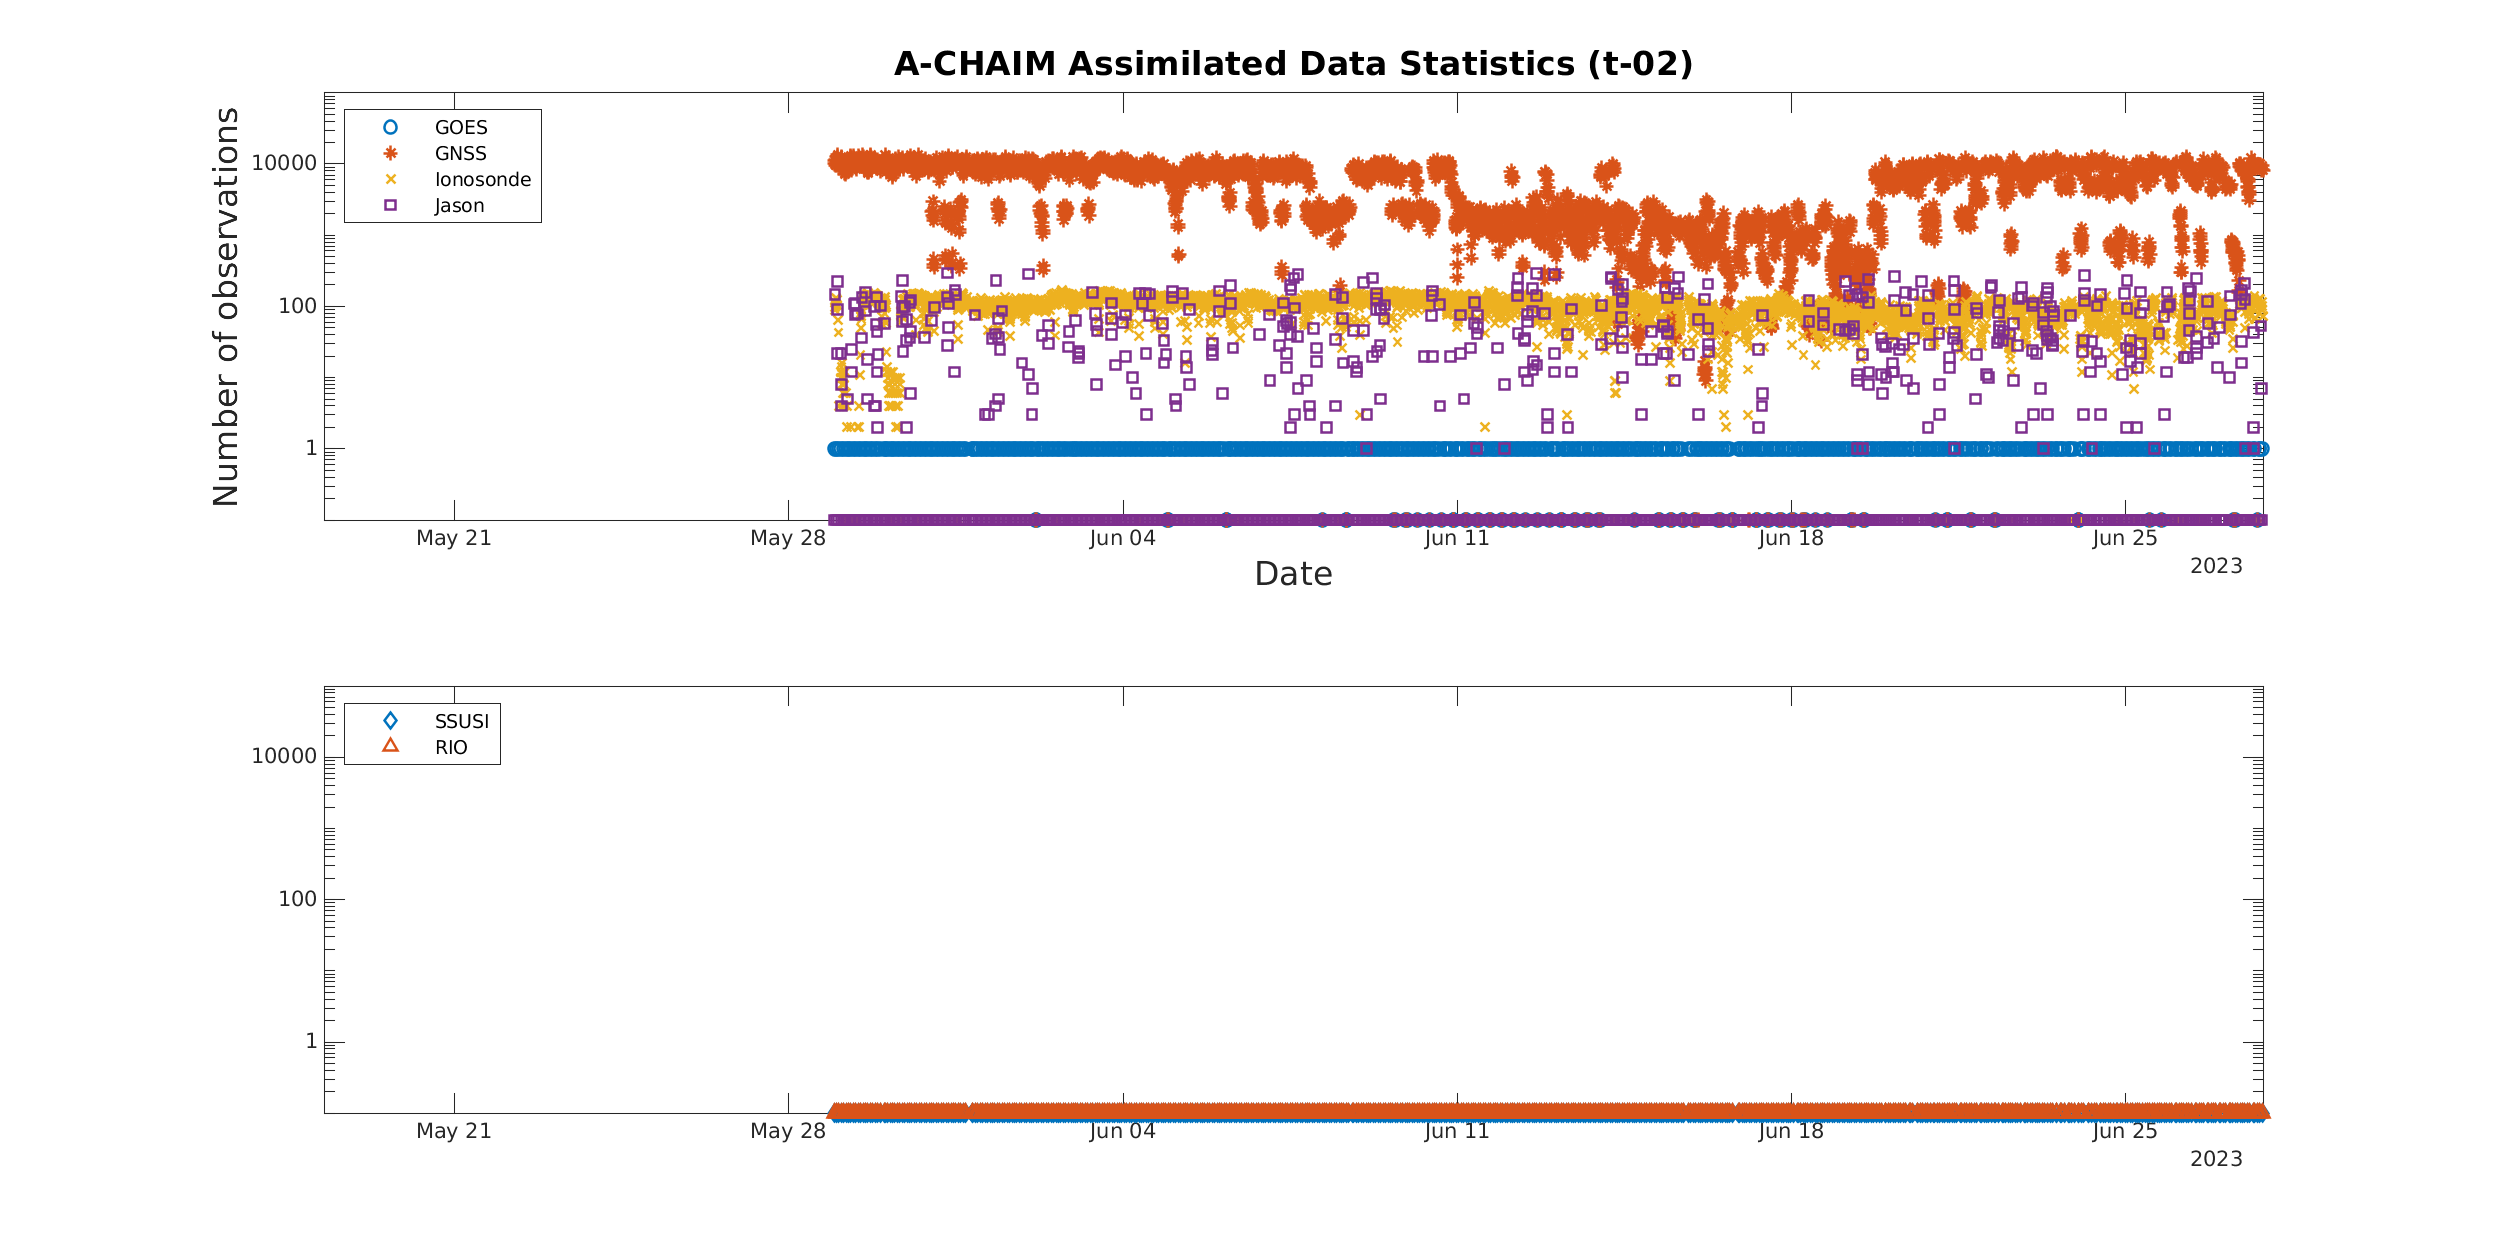 A-CHAIM Assimilated Data Statistics (t-02)
Number of observations
10000
100
1
GOES
GNSS
Ionosonde
Jason
May 21
May 28
Jun 04
Jun 11
Jun 18
Jun 25
2023
Date
10000
100
1
SSUSI
RIO
May 21
May 28
Jun 04
Jun 11
Jun 18
Jun 25
2023